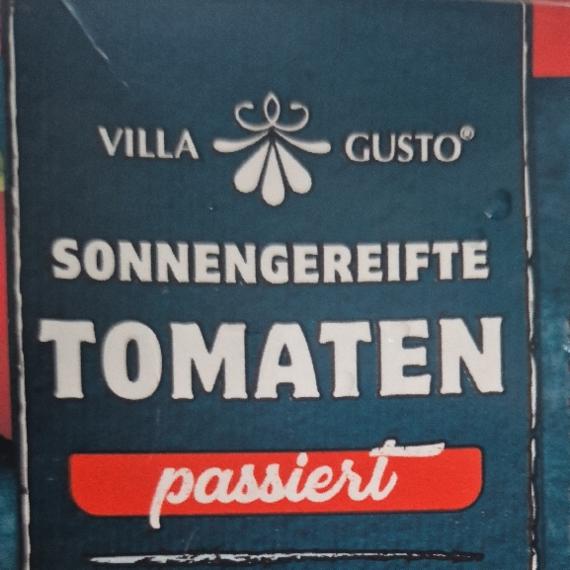 VILLA GUSTO®
SONNENGEREIFTE
TOMATEN
passiert